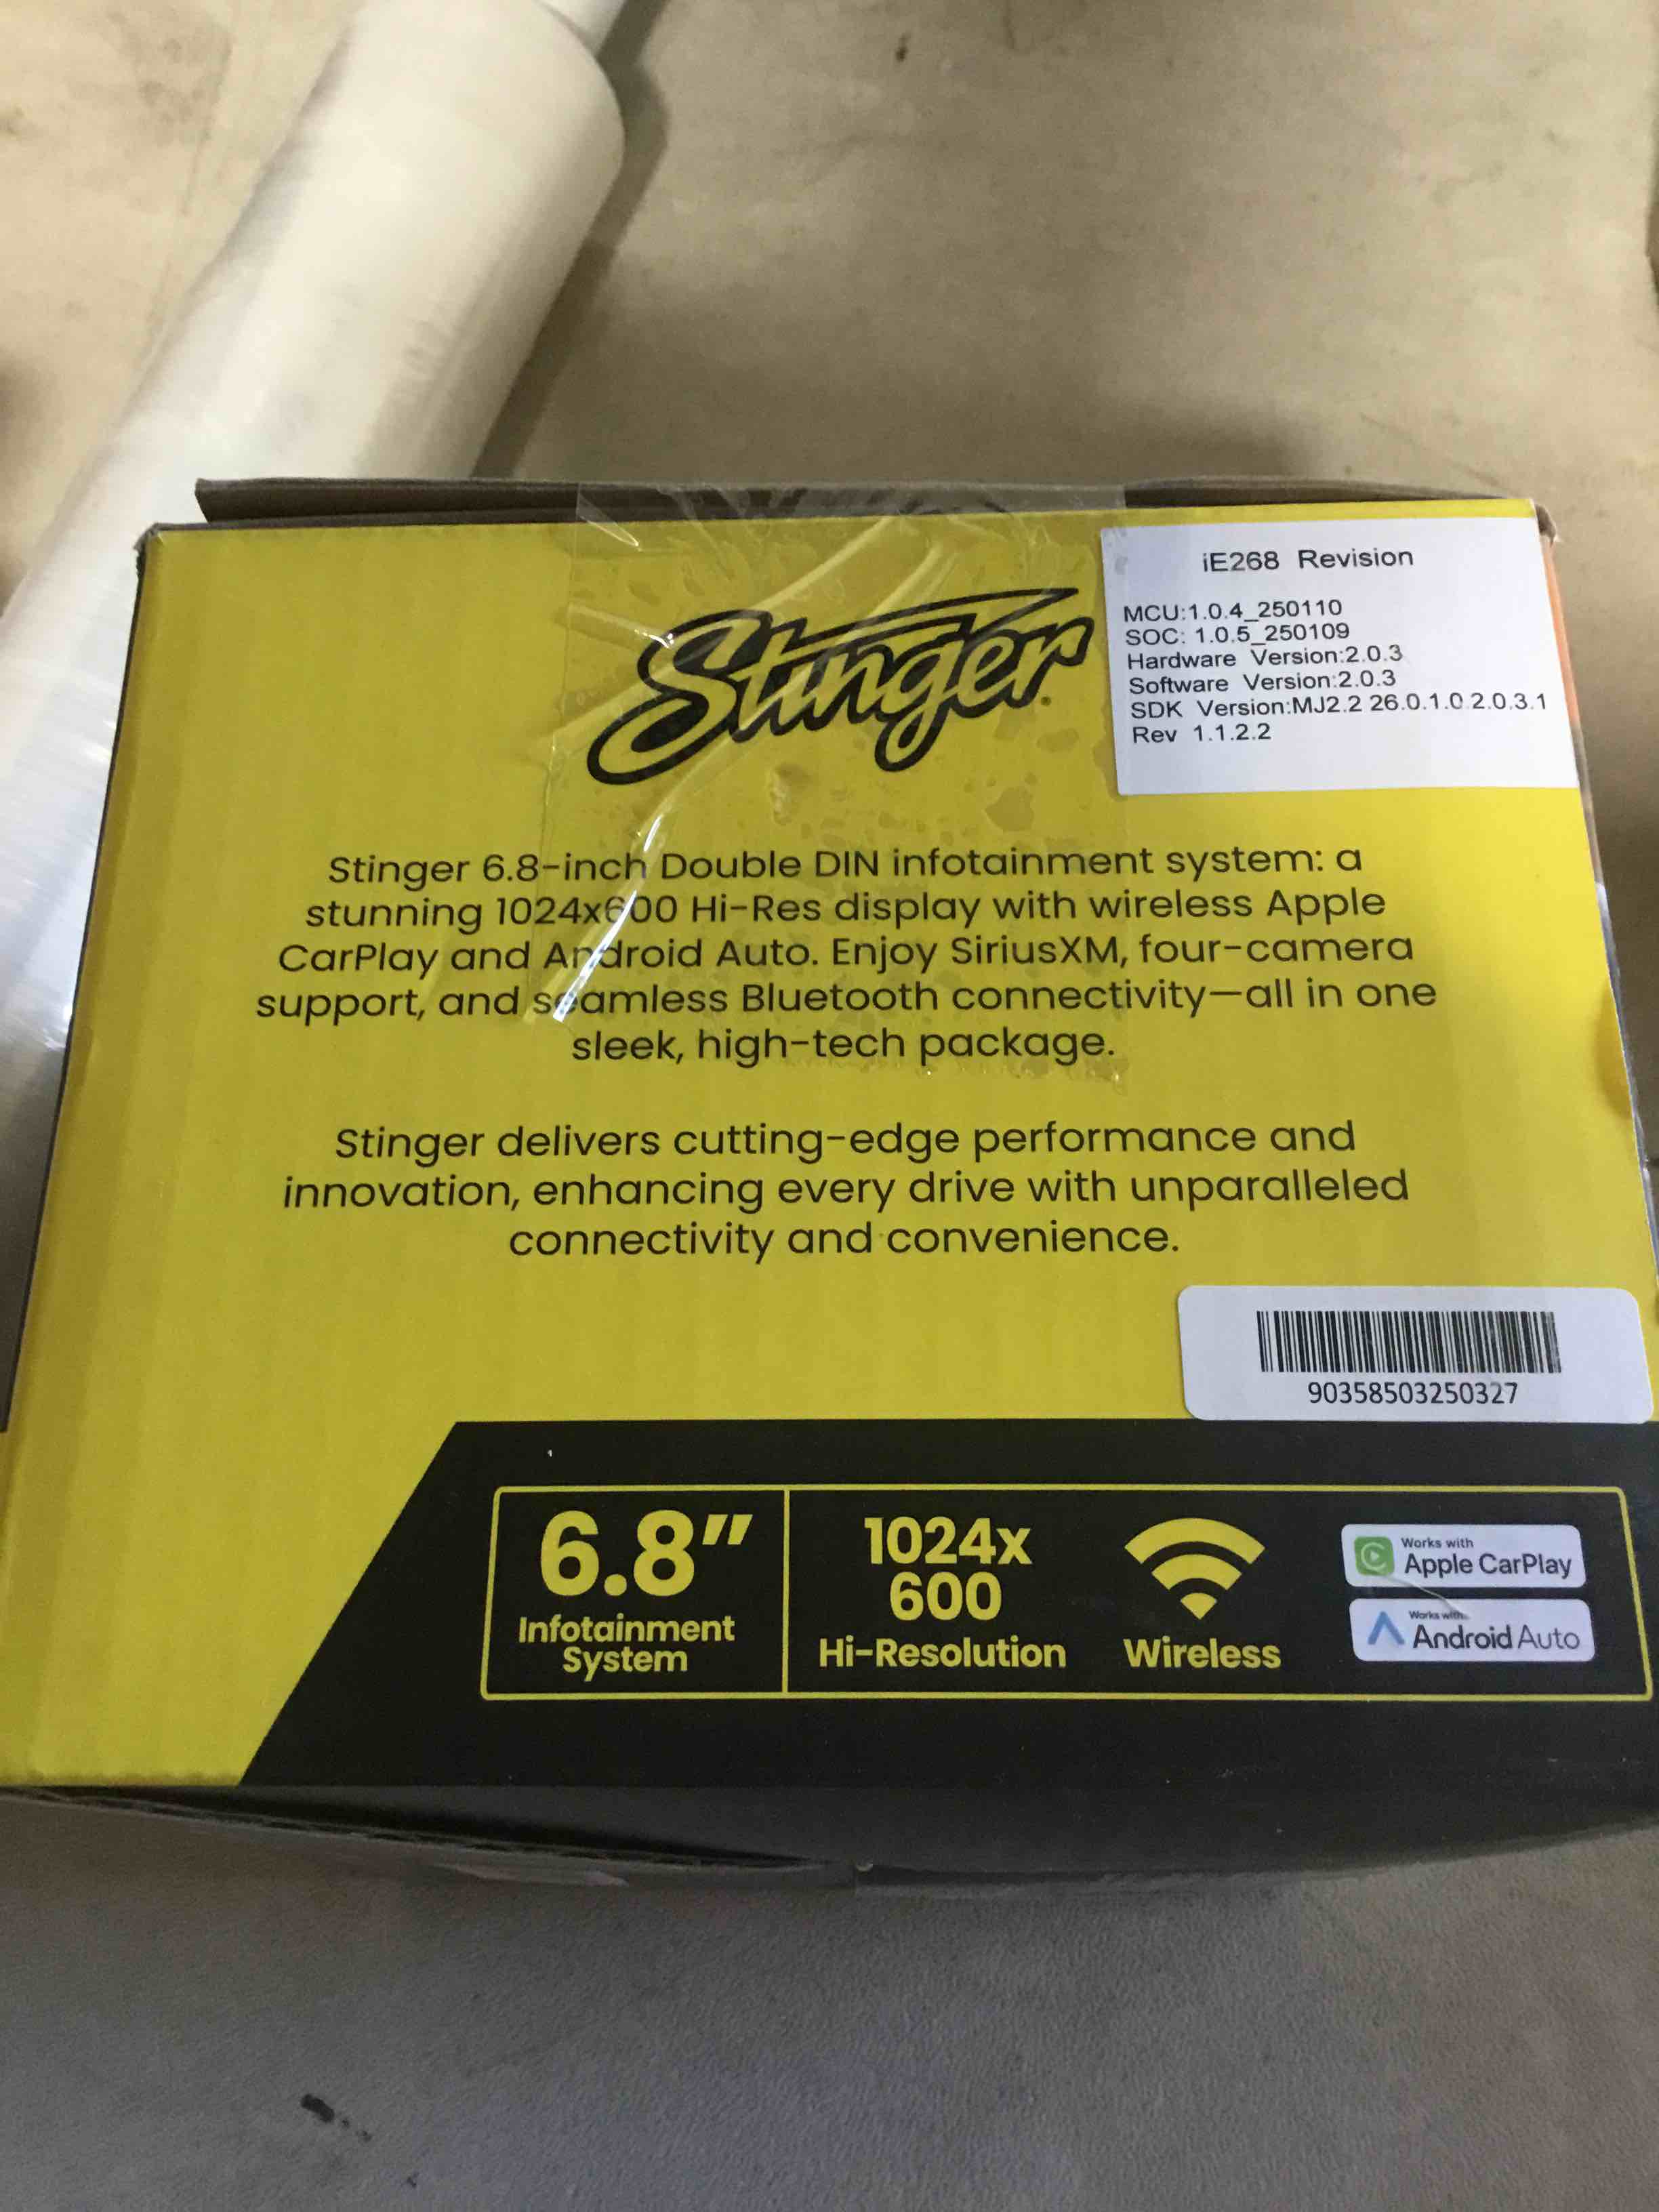 Stinger
iE268 Revision
MCU:1.0.4_250110
SOC: 1.0.5_250109
Hardware Version:2.0.3
Software Version:2.0.3
SDK Version:MJ2.2 26.0.1.0.2.0.3.1
Rev 1.1.2.2
Stinger 6.8-inch Double DIN infotainment system: a
stunning 1024x600 Hi-Res display with wireless Apple
CarPlay and Android Auto. Enjoy SiriusXM, four-camera
support, and seamless Bluetooth connectivity—all in one
sleek, high-tech package.
Stinger delivers cutting-edge performance and
innovation, enhancing every drive with unparalleled
connectivity and convenience.
90358503250327
6.8"
Infotainment
System
1024x
600
Hi-Resolution
Wireless
Works with
Apple CarPlay
Works with
Android Auto